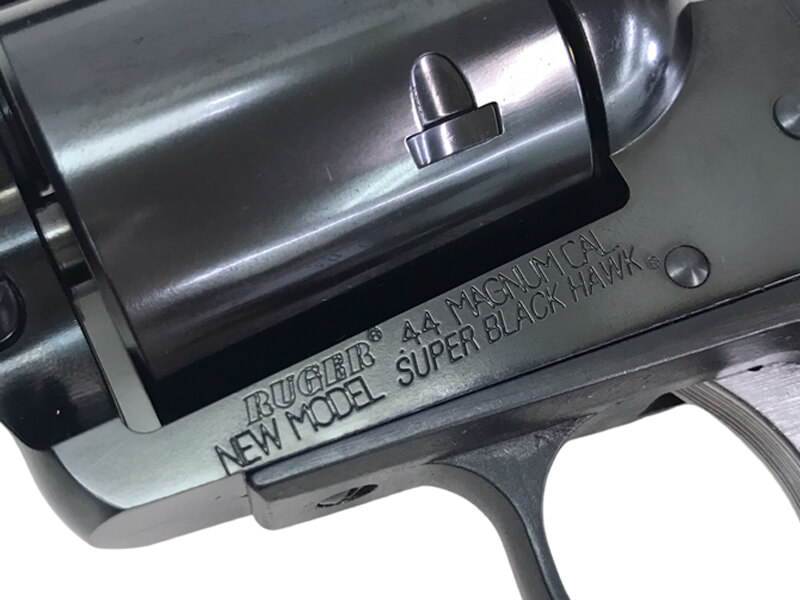 RUGER® .44 MAGNUM CAL.
NEW MODEL SUPER BLACK HAWK®